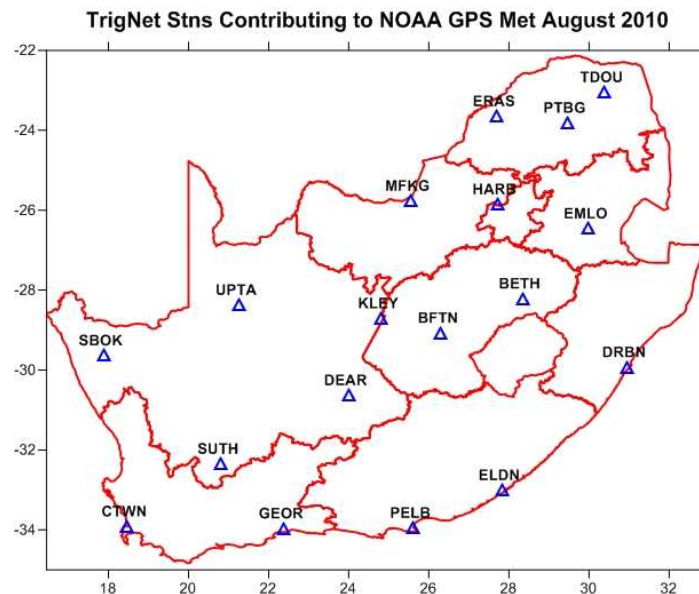 TrigNet Stns Contributing to NOAA GPS Met August 2010
-22
TDOU
ERAS
PTBG
-24
MFKG
HARB
-26
EMLO
UPTA
BETH
-28
KLEY
BFTN
SBOK
DRBN
-30
DEAR
SUTH
-32
ELDN
CTWN
GEOR
PELB
-34
18 20 22 24 26 28 30 32